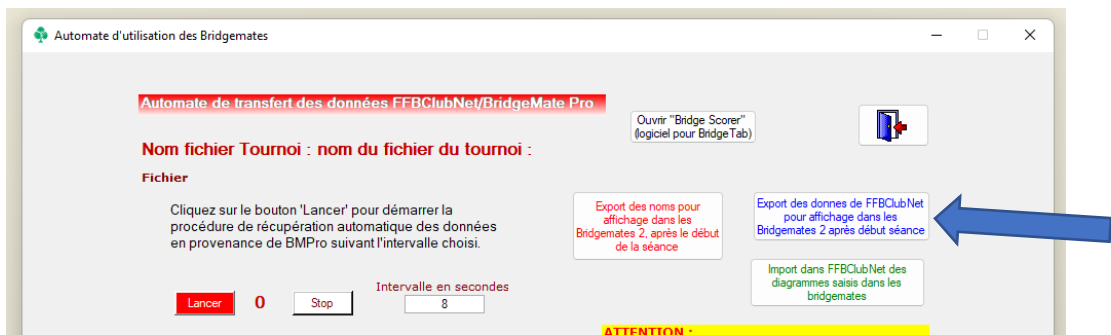 Automate d'utilisation des Bridgemates
Automate de transfert des données FFBClubNet/BridgeMate Pro
Ouvrir "Bridge Scorer"
(logiciel pour BridgeTab)
Nom fichier Tournoi : nom du fichier du tournoi :
Fichier
Cliquez sur le bouton 'Lancer' pour démarrer la
procédure de récupération automatique des données
en provenance de BMPro suivant l'intervalle choisi.
Export des noms pour
affichage dans les
Bridgemates 2, après le début
de la séance
Export des donnes de FFBClubNet
pour affichage dans les
Bridgemates 2 après début séance
Import dans FFBClubNet des
diagrammes saisis dans les
bridgemates
Intervalle en secondes
Lancer 0 Stop 8
ATTENTION :